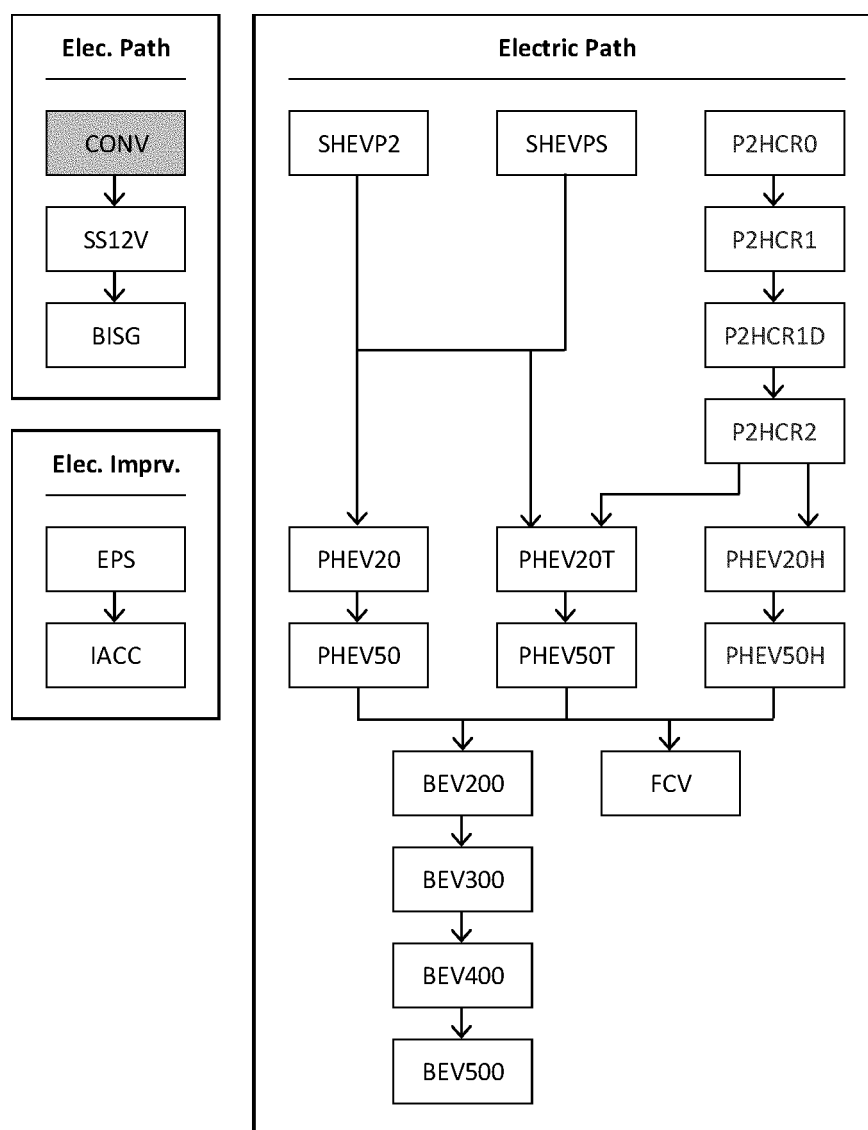 Elec. Path
CONV
SS12V
BISG
Elec. Imprv.
EPS
IACC
Electric Path
SHEVP2
SHEVPS
P2HCR0
P2HCR1
P2HCR1D
P2HCR2
PHEV20
PHEV20T
PHEV20H
PHEV50
PHEV50T
PHEV50H
BEV200
FCV
BEV300
BEV400
BEV500